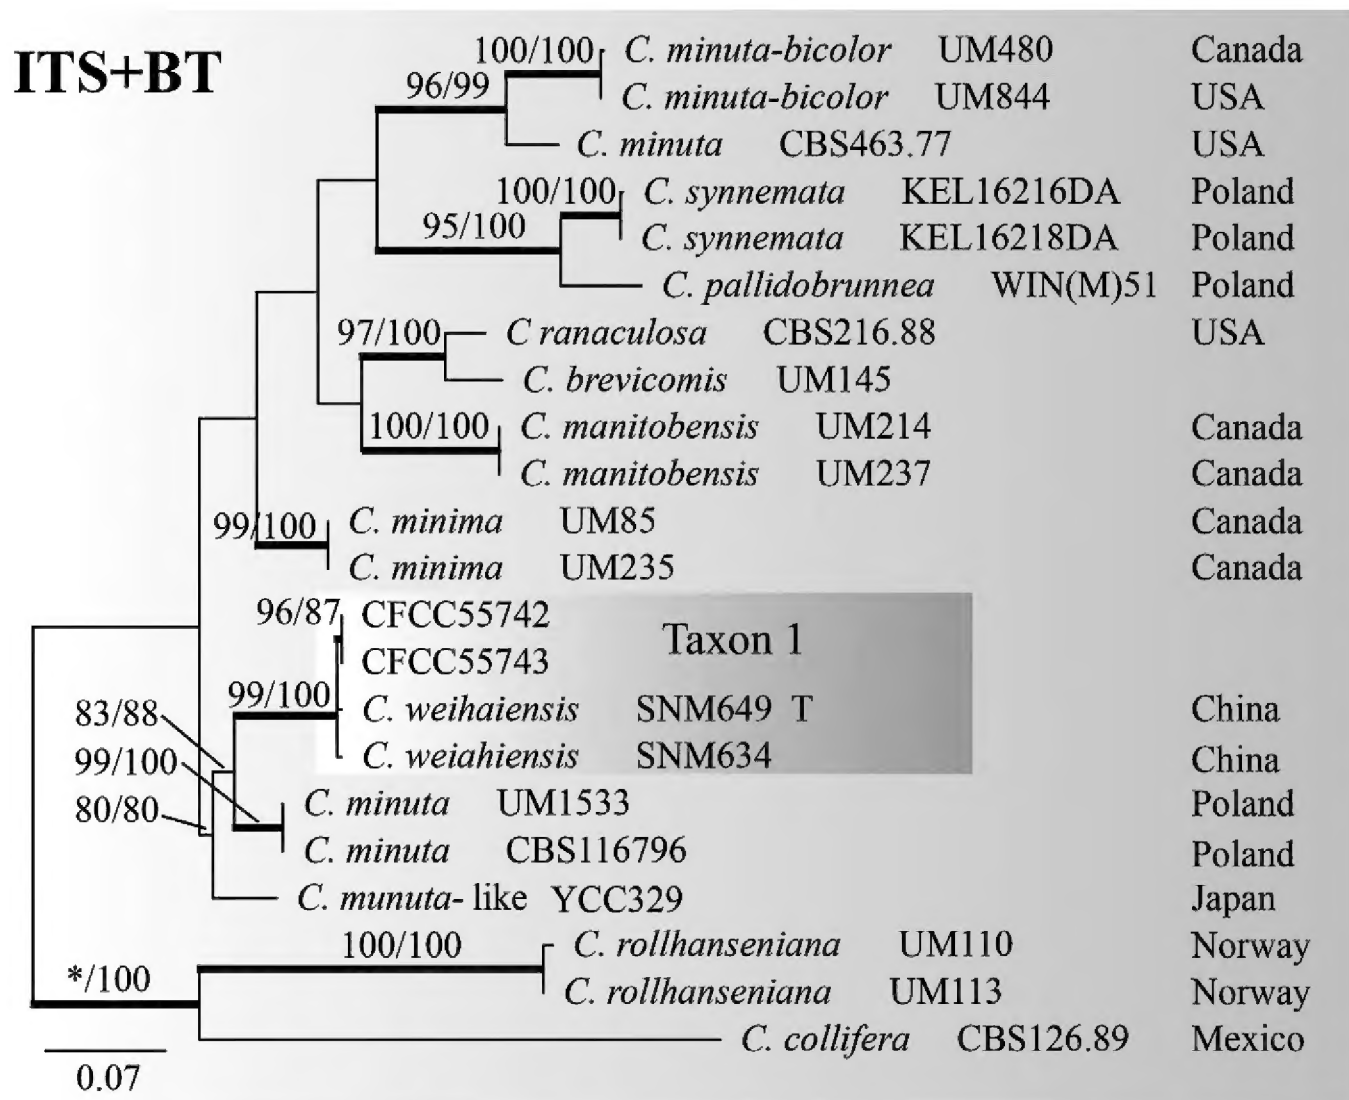 ITS+BT
100/100 C. minuta-bicolor UM480 Canada
96/99 C. minuta-bicolor UM844 USA
C. minuta CBS463.77 USA
100/100 C. synnemata KEL16216DA Poland
95/100 C. synnemata KEL16218DA Poland
C. pallidobrunnea WIN(M)51 Poland
97/100 C ranaculosa CBS216.88 USA
C. brevicomis UM145
100/100 C. manitobensis UM214 Canada
C. manitobensis UM237 Canada
99/100 C. minima UM85 Canada
C. minima UM235 Canada
96/87 CFCC55742
Taxon 1
CFCC55743
99/100 C. weihaiensis SNM649 T China
83/88
C. weiahiensis SNM634 China
99/100
80/80 C. minuta UM1533 Poland
C. minuta CBS116796 Poland
C. munuta- like YCC329 Japan
100/100 C. rollhanseniana UM110 Norway
*/100 C. rollhanseniana UM113 Norway
C. collifera CBS126.89 Mexico
0.07